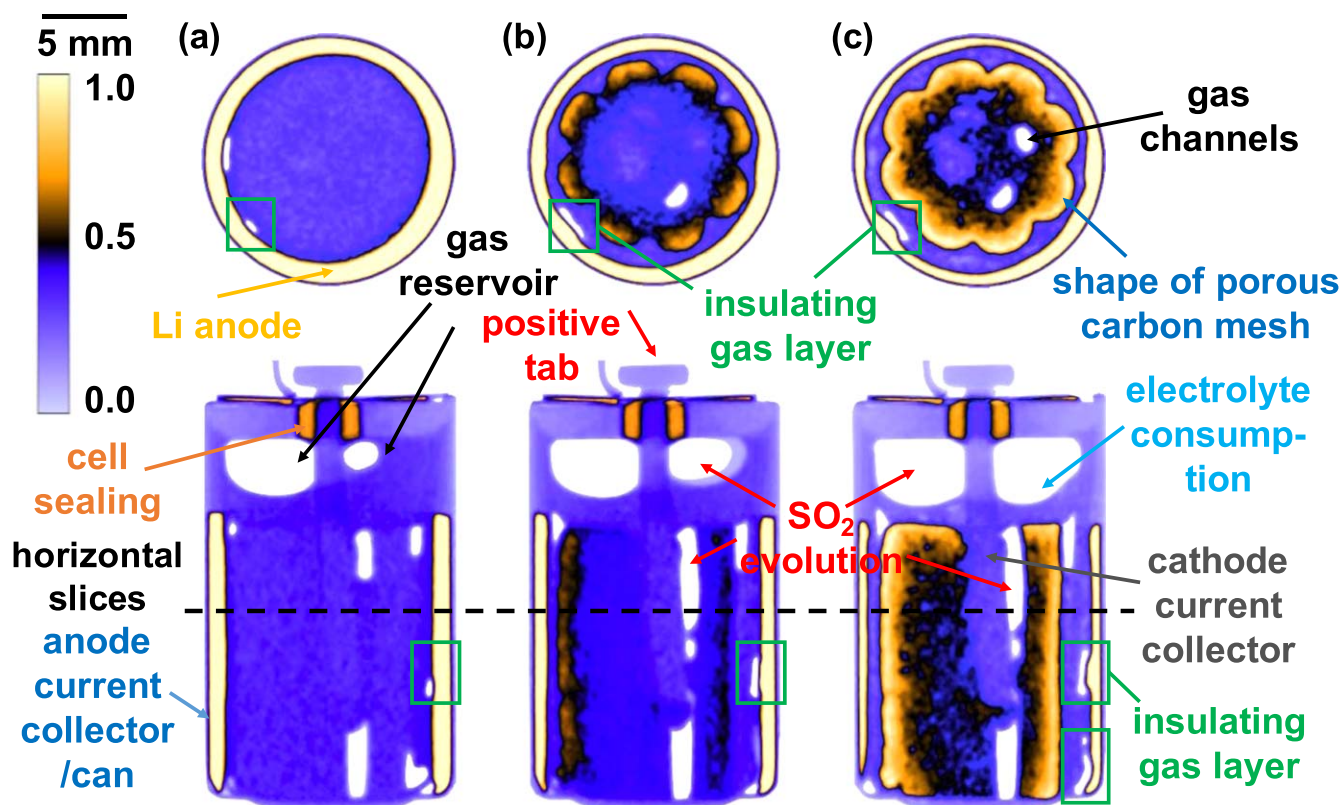 5 mm
(a)
(b)
(c)
1.0
0.5
0.0
gas
channels
gas
reservoir
Li anode
positive
tab
insulating
gas layer
shape of porous
carbon mesh
electrolyte
consump-
tion
cell
sealing
SO₂
evolution
horizontal
slices
anode
current
collector
/can
cathode
current
collector
insulating
gas layer